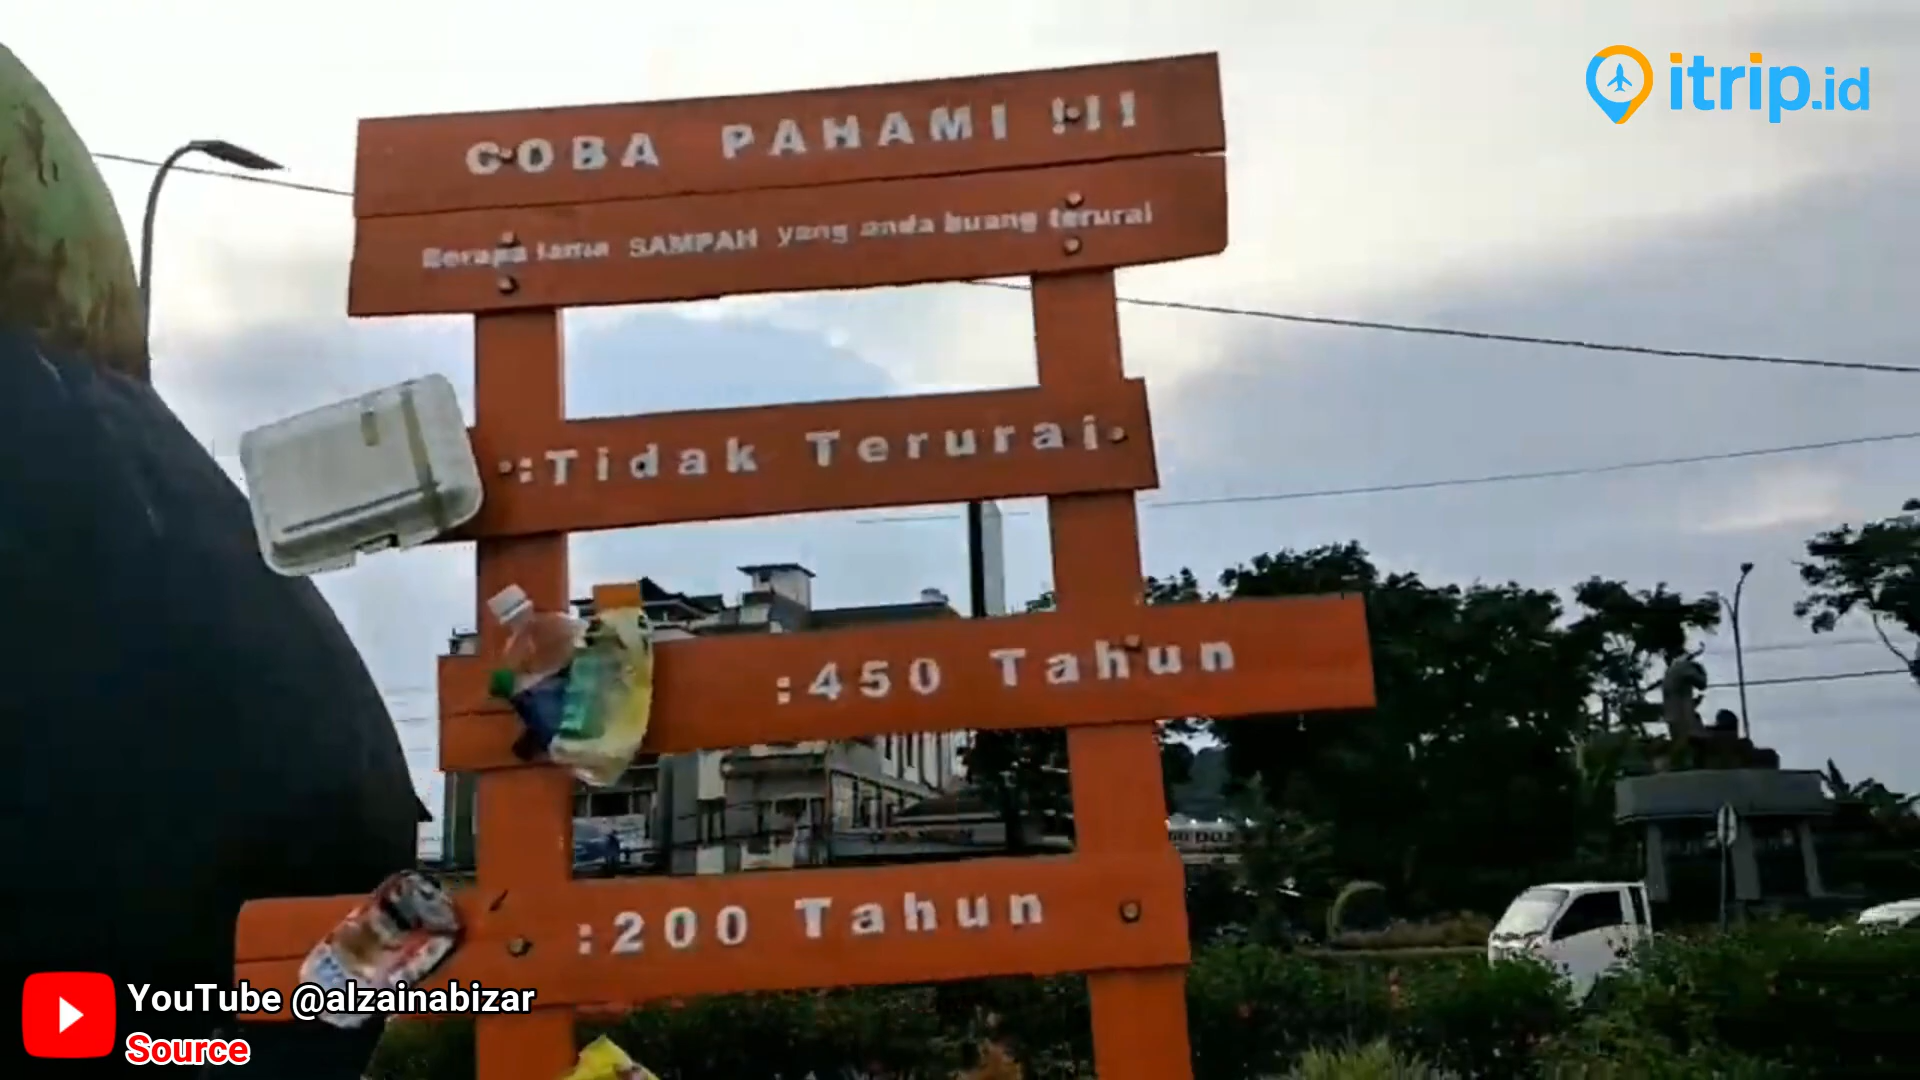 itrip.id
COBA PAHAMI !!!
Berapa lama SAMPAH yang anda buang terurai
:Tidak Terurai
:450 Tahun
:200 Tahun
YouTube @alzainabizar
Source